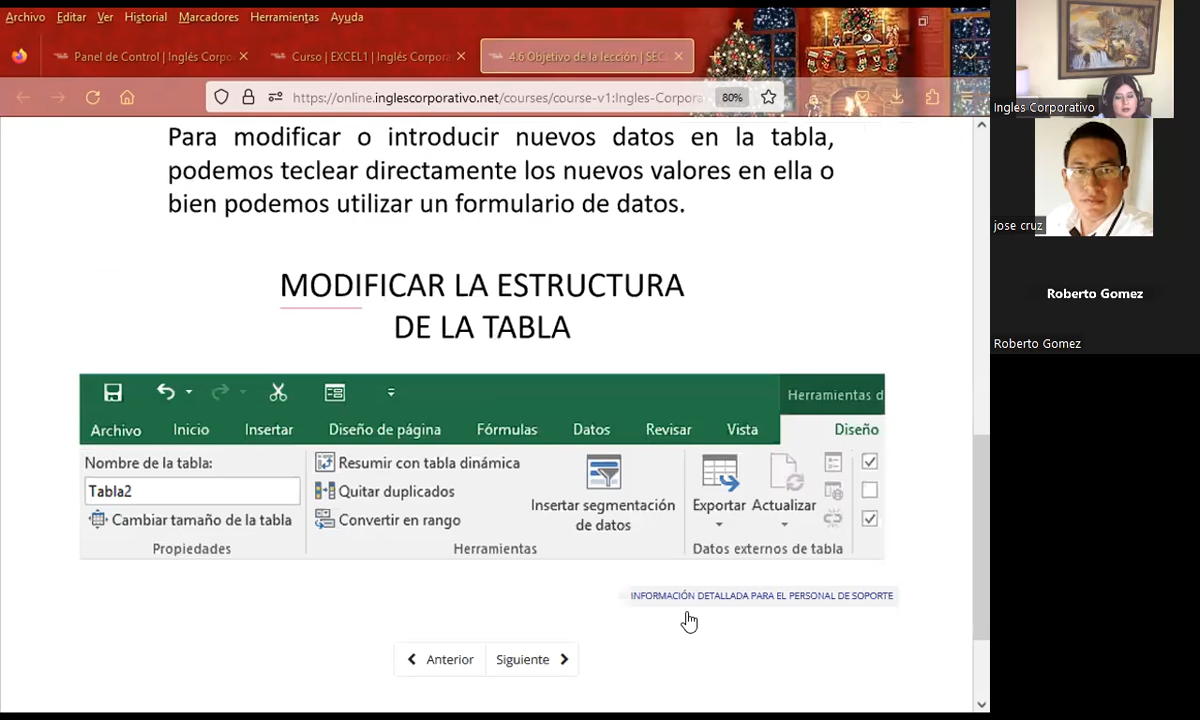 Archivo Editar Ver Historial Marcadores Herramientas Ayuda
Panel de Control | Inglés Corpo
Curso | EXCEL1 | Inglés Corpora
4.6 Objetivo de la lección | SEC
https://online.inglescorporativo.net/courses/course-v1:Ingles-Corpora
80%
Para modificar o introducir nuevos datos en la tabla,
podemos teclear directamente los nuevos valores en ella o
bien podemos utilizar un formulario de datos.
MODIFICAR LA ESTRUCTURA
DE LA TABLA
Herramientas d
Archivo Inicio Insertar Diseño de página Fórmulas Datos Revisar Vista Diseño
Nombre de la tabla:
Tabla2
Cambiar tamaño de la tabla
Propiedades
Resumir con tabla dinámica
Quitar duplicados
Convertir en rango
Insertar segmentación
de datos
Herramientas
Exportar Actualizar
Datos externos de tabla
INFORMACIÓN DETALLADA PARA EL PERSONAL DE SOPORTE
Anterior Siguiente
Ingles Corporativo
jose cruz
Roberto Gomez
Roberto Gomez